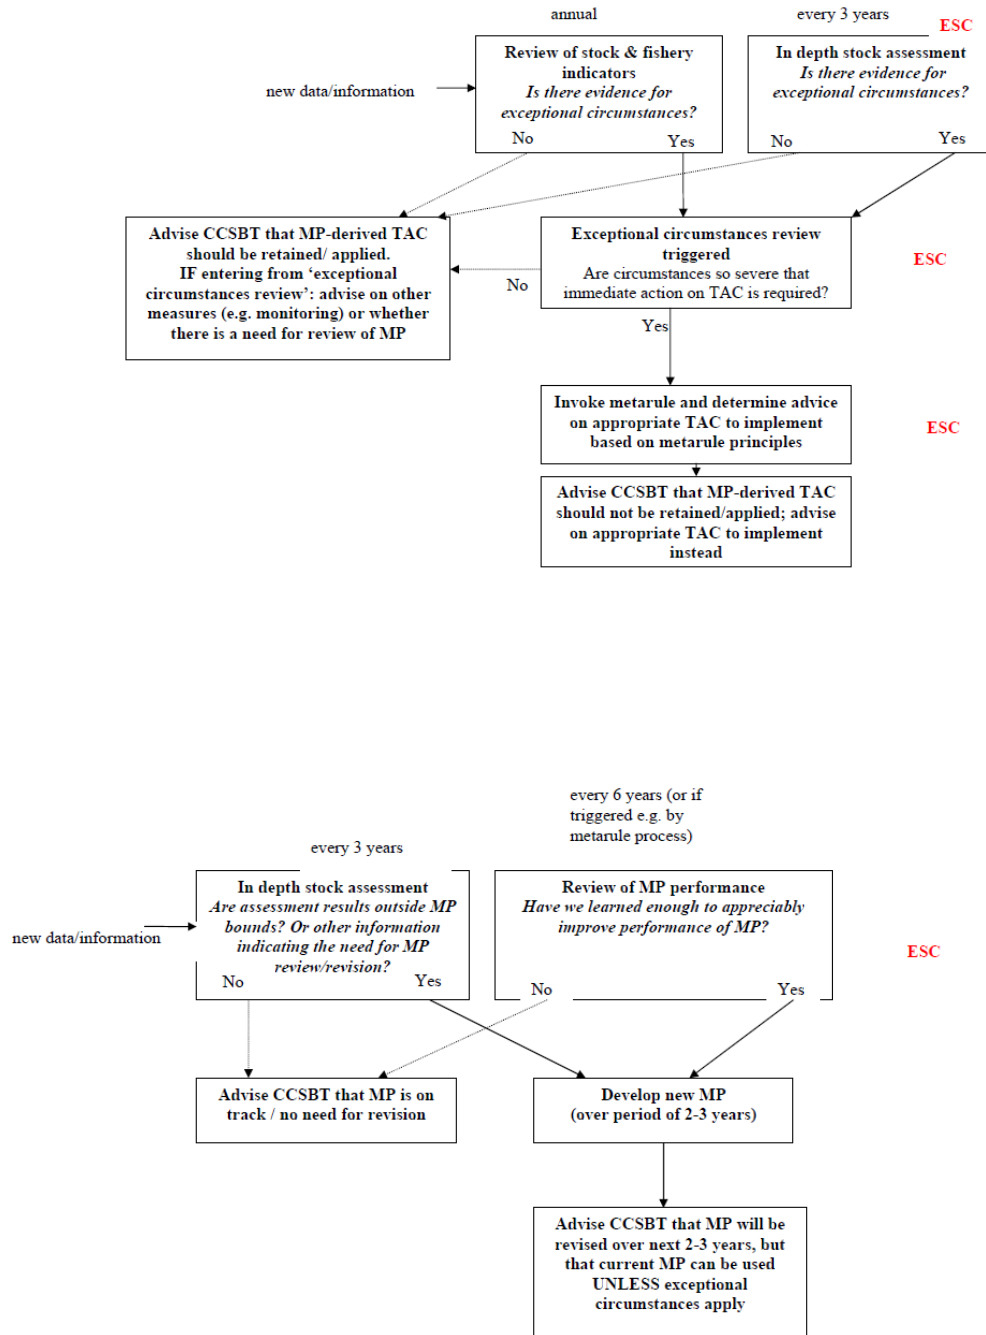 annual
every 3 years
ESC
Review of stock & fishery
indicators
Is there evidence for
exceptional circumstances?
No
Yes
In depth stock assessment
Is there evidence for
exceptional circumstances?
No
Yes
new data/information
Advise CCSBT that MP-derived TAC
should be retained/ applied.
IF entering from ‘exceptional
circumstances review’: advise on other
measures (e.g. monitoring) or whether
there is a need for review of MP
Exceptional circumstances review
triggered
Are circumstances so severe that
immediate action on TAC is required?
ESC
No
Yes
Invoke metarule and determine advice
on appropriate TAC to implement
based on metarule principles
ESC
Advise CCSBT that MP-derived TAC
should not be retained/applied; advise
on appropriate TAC to implement
instead
every 6 years (or if
triggered e.g. by
metarule process)
every 3 years
In depth stock assessment
Are assessment results outside MP
bounds? Or other information
indicating the need for MP
review/revision?
No
Yes
Review of MP performance
Have we learned enough to appreciably
improve performance of MP?
No
Yes
new data/information
ESC
Advise CCSBT that MP is on
track / no need for revision
Develop new MP
(over period of 2-3 years)
Advise CCSBT that MP will be
revised over next 2-3 years, but
that current MP can be used
UNLESS exceptional
circumstances apply